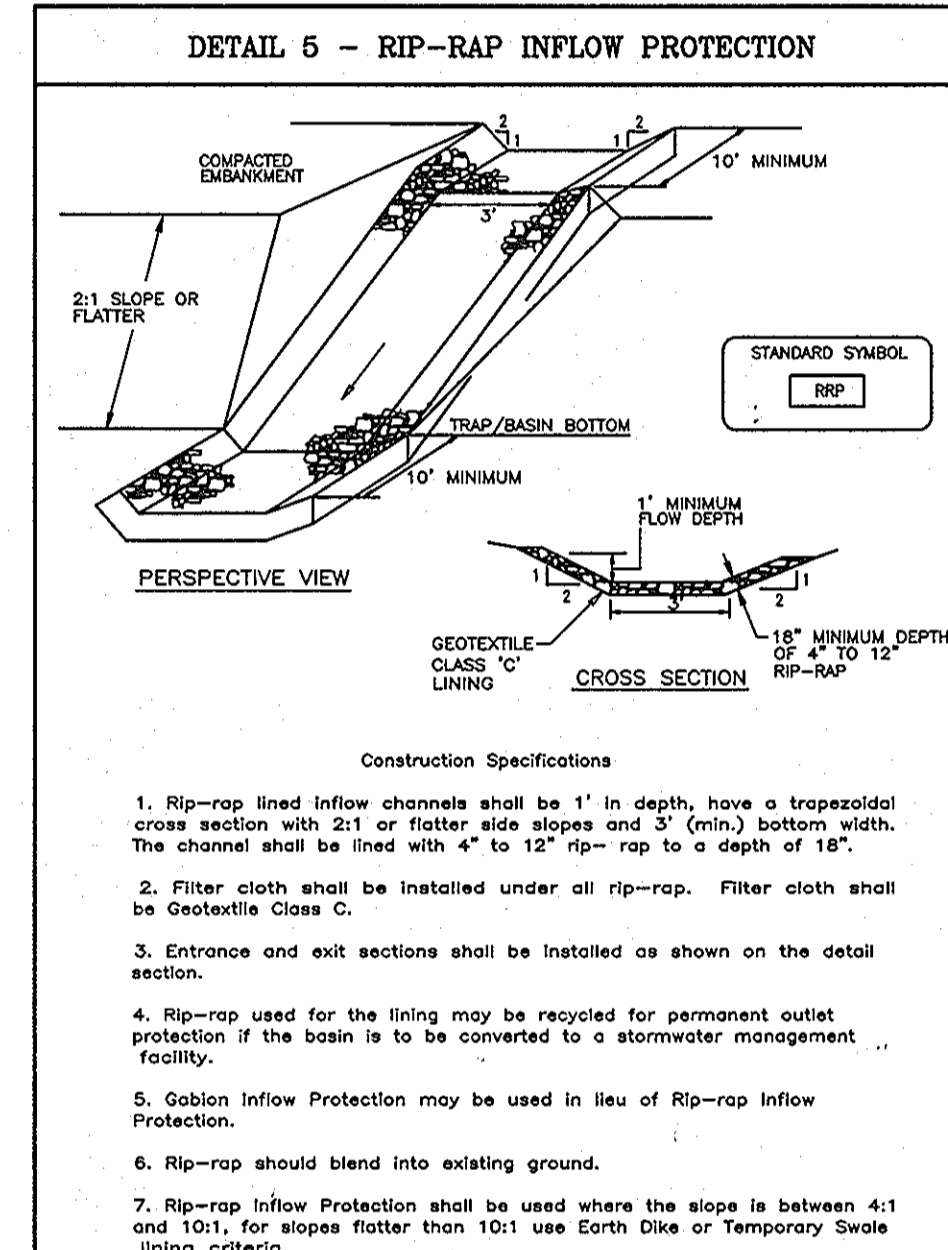 DETAIL 5 - RIP-RAP INFLOW PROTECTION
2
1
1
2
COMPACTED
EMBANKMENT
10' MINIMUM
3'
2:1 SLOPE OR
FLATTER
STANDARD SYMBOL
RRP
TRAP/BASIN BOTTOM
10' MINIMUM
PERSPECTIVE VIEW
1' MINIMUM
FLOW DEPTH
1
2
3'
1
2
GEOTEXTILE
CLASS 'C'
LINING
18" MINIMUM DEPTH
OF 4" TO 12"
RIP-RAP
CROSS SECTION
Construction Specifications
1. Rip-rap lined inflow channels shall be 1' in depth, have a trapezoidal
cross section with 2:1 or flatter side slopes and 3' (min.) bottom width.
The channel shall be lined with 4" to 12" rip- rap to a depth of 18".
2. Filter cloth shall be installed under all rip-rap. Filter cloth shall
be Geotextile Class C.
3. Entrance and exit sections shall be installed as shown on the detail
section.
4. Rip-rap used for the lining may be recycled for permanent outlet
protection if the basin is to be converted to a stormwater management
facility.
5. Gabion Inflow Protection may be used in lieu of Rip-rap Inflow
Protection.
6. Rip-rap should blend into existing ground.
7. Rip-rap Inflow Protection shall be used where the slope is between 4:1
and 10:1, for slopes flatter than 10:1 use Earth Dike or Temporary Swale
lining criteria